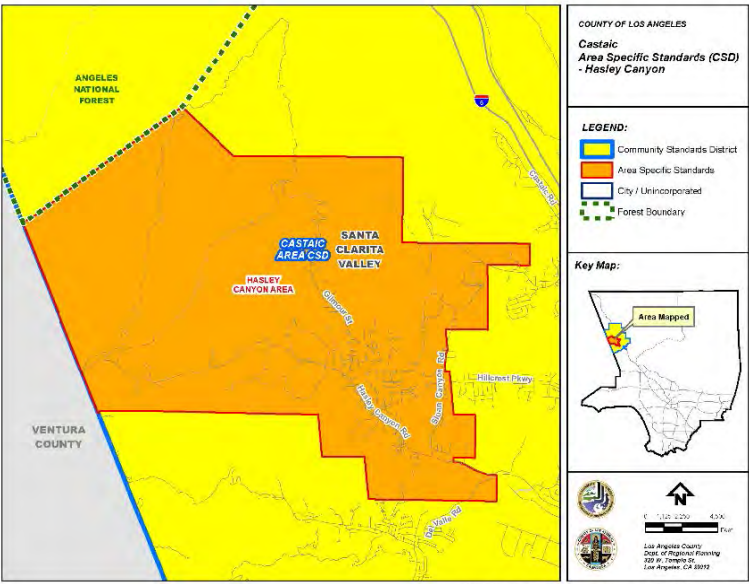 ANGELES
NATIONAL
FOREST
Castaic Rd
CASTAIC
AREA CSD
SANTA
CLARITA
VALLEY
HASLEY
CANYON AREA
Gilmour St
Sloan Canyon Rd
Hillcrest Pkwy
Hasley Canyon Rd
VENTURA
COUNTY
Del Valle Rd
COUNTY OF LOS ANGELES
Castaic
Area Specific Standards (CSD)
- Hasley Canyon
LEGEND:
Community Standards District
Area Specific Standards
City / Unincorporated
Forest Boundary
Key Map:
Area Mapped
N
Feet
Los Angeles County
Dept. of Regional Planning
320 W. Temple St.
Los Angeles, CA 90012